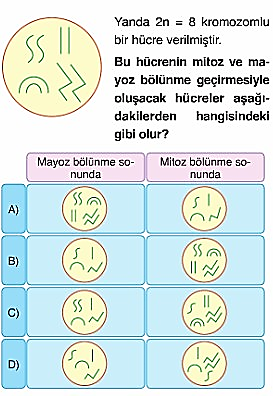 Yanda 2n = 8 kromozomlu
bir hücre verilmiştir.
Bu hücrenin mitoz ve ma-
yoz bölünme geçirmesiyle
oluşacak hücreler aşağı-
dakilerden hangisindeki
gibi olur?
Mayoz bölünme so-
nunda
Mitoz bölünme so-
nunda
A)
B)
C)
D)